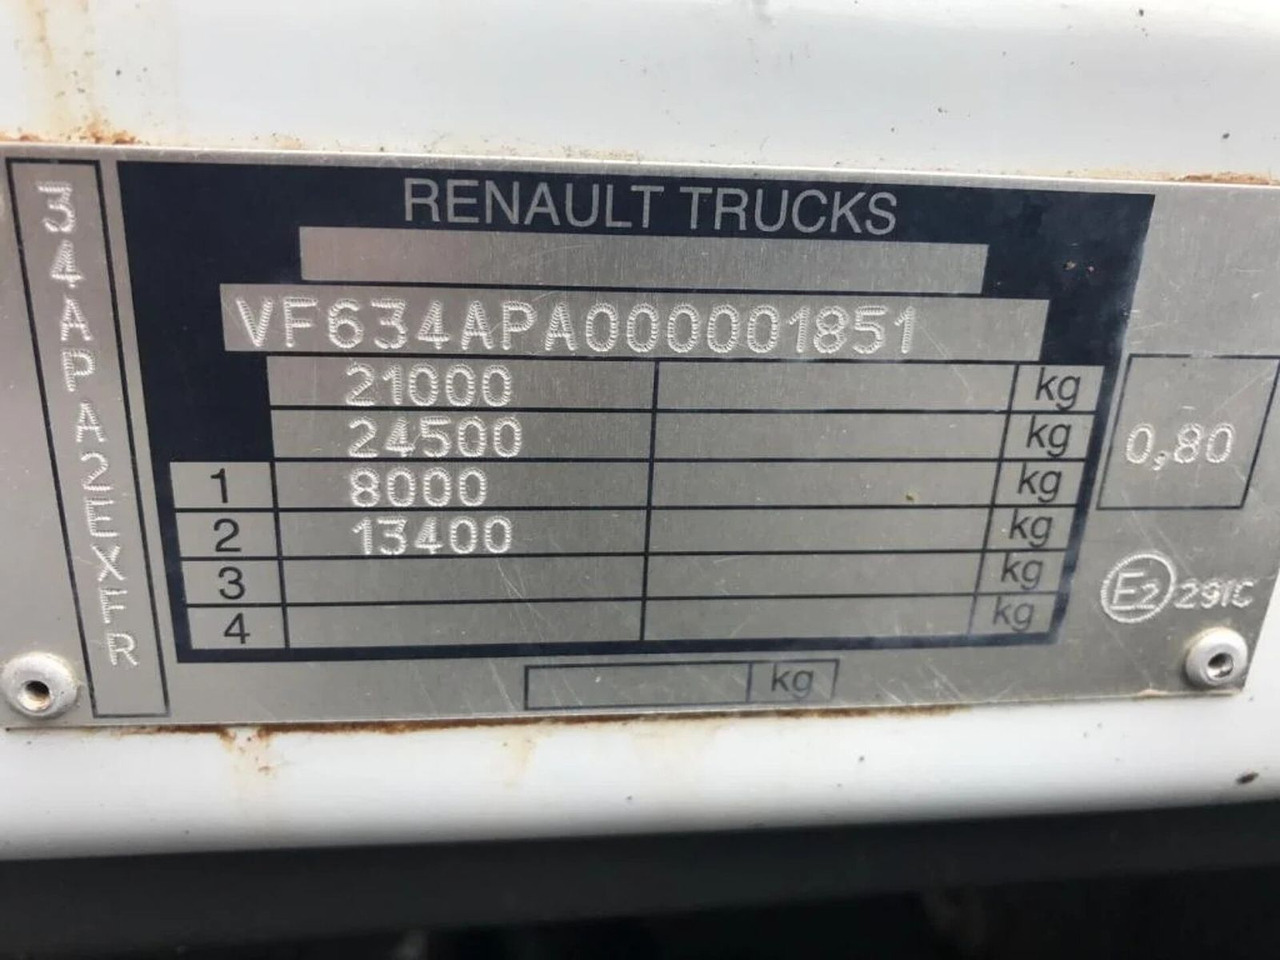 34APA2EXFR
RENAULT TRUCKS
VF634APA000001851
21000 kg
24500 kg
1 8000 kg
2 13400 kg
3 kg
4 kg
kg
0,80
E2 291C